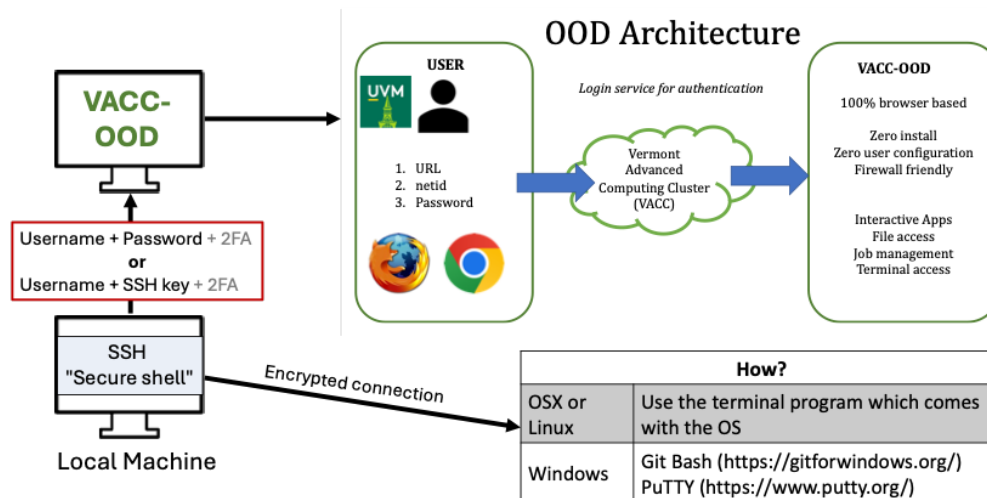 OOD Architecture
VACC-
OOD
Username + Password + 2FA
or
Username + SSH key + 2FA
SSH
"Secure shell"
Local Machine
Encrypted connection
USER
UVM
1. URL
2. netid
3. Password
Login service for authentication
Vermont
Advanced
Computing Cluster
(VACC)
VACC-OOD
100% browser based
Zero install
Zero user configuration
Firewall friendly
Interactive Apps
File access
Job management
Terminal access
How?
OSX or
Linux
Use the terminal program which comes
with the OS
Windows
Git Bash (https://gitforwindows.org/)
PuTTY (https://www.putty.org/)